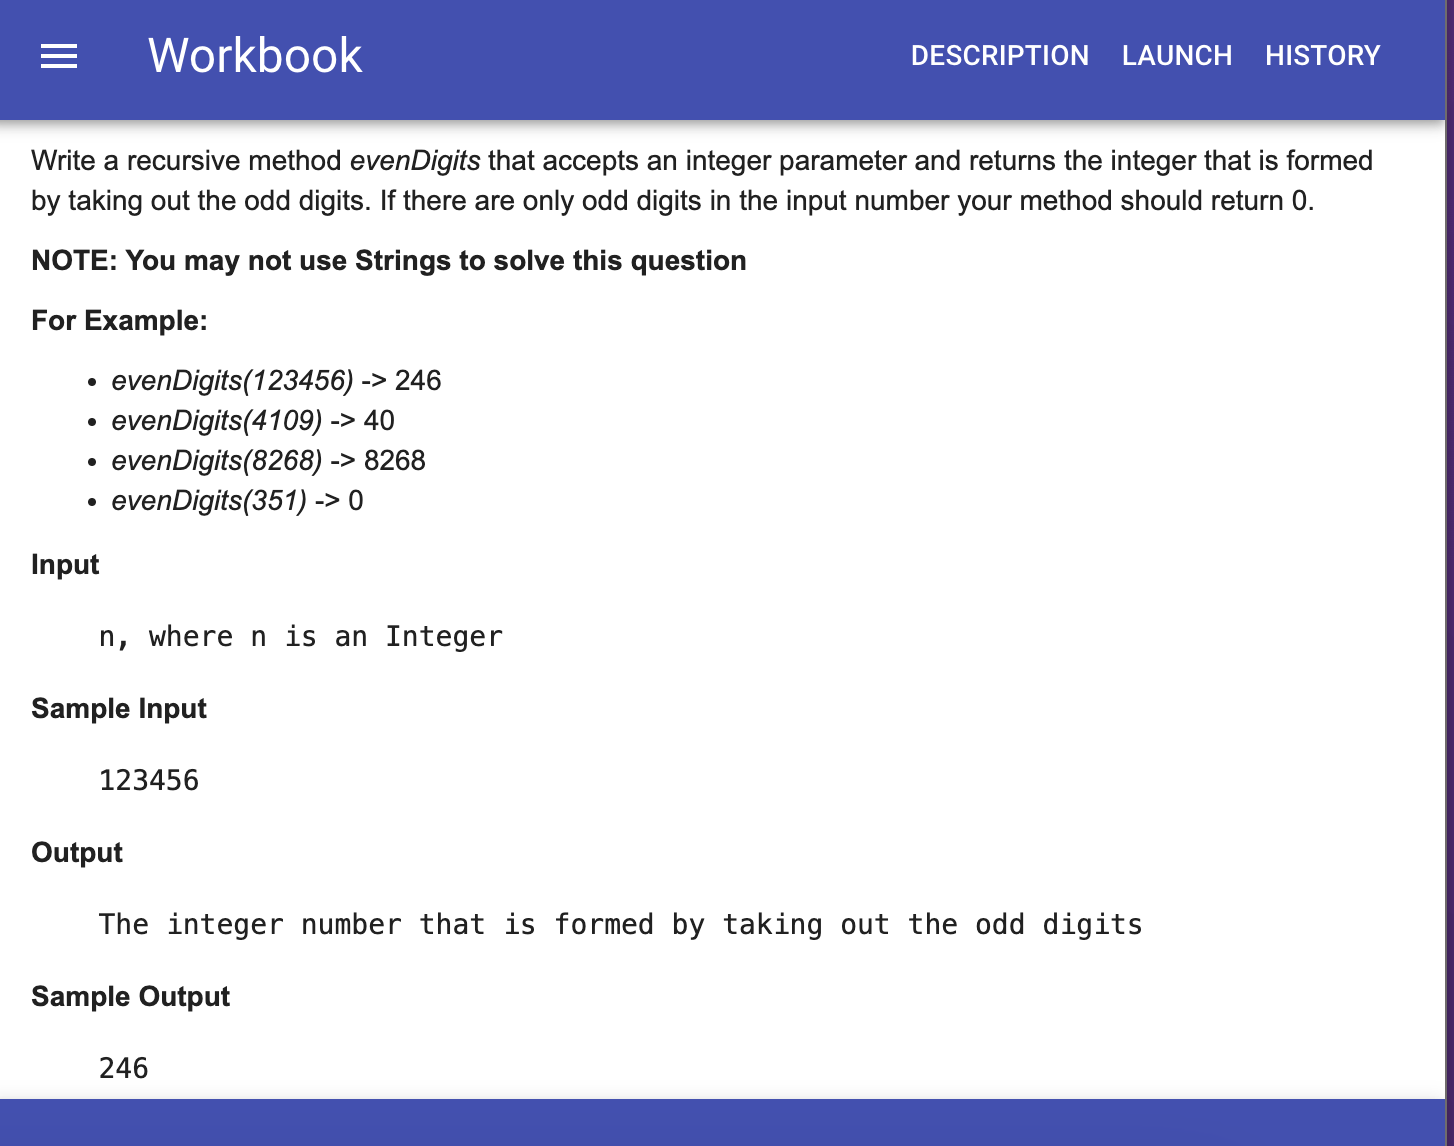 Workbook
DESCRIPTION LAUNCH HISTORY
Write a recursive method evenDigits that accepts an integer parameter and returns the integer that is formed
by taking out the odd digits. If there are only odd digits in the input number your method should return 0.
NOTE: You may not use Strings to solve this question
For Example:
• evenDigits(123456) -> 246
• evenDigits(4109) -> 40
• evenDigits(8268) -> 8268
• evenDigits(351) -> 0
Input
n, where n is an Integer
Sample Input
123456
Output
The integer number that is formed by taking out the odd digits
Sample Output
246